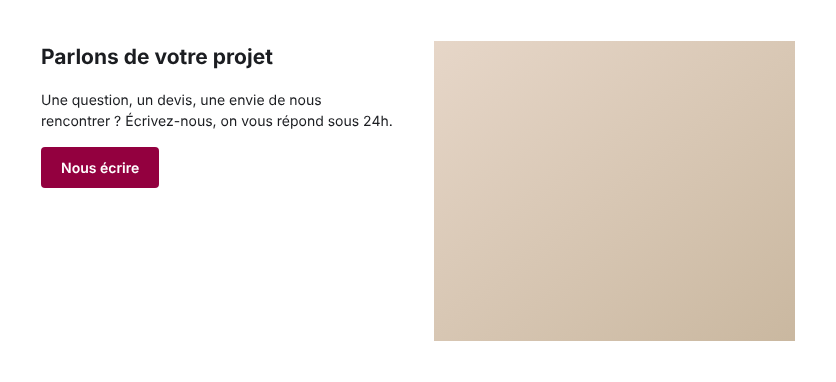 Parlons de votre projet
Une question, un devis, une envie de nous
rencontrer ? Écrivez-nous, on vous répond sous 24h.
Nous écrire